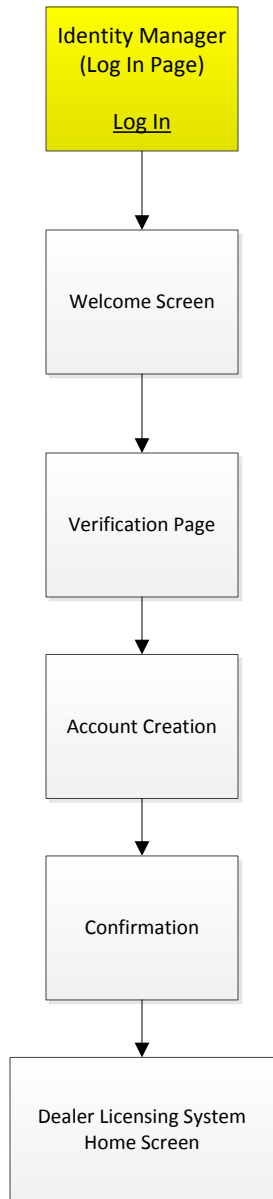 Identity Manager
(Log In Page)
Log In
Welcome Screen
Verification Page
Account Creation
Confirmation
Dealer Licensing System
Home Screen